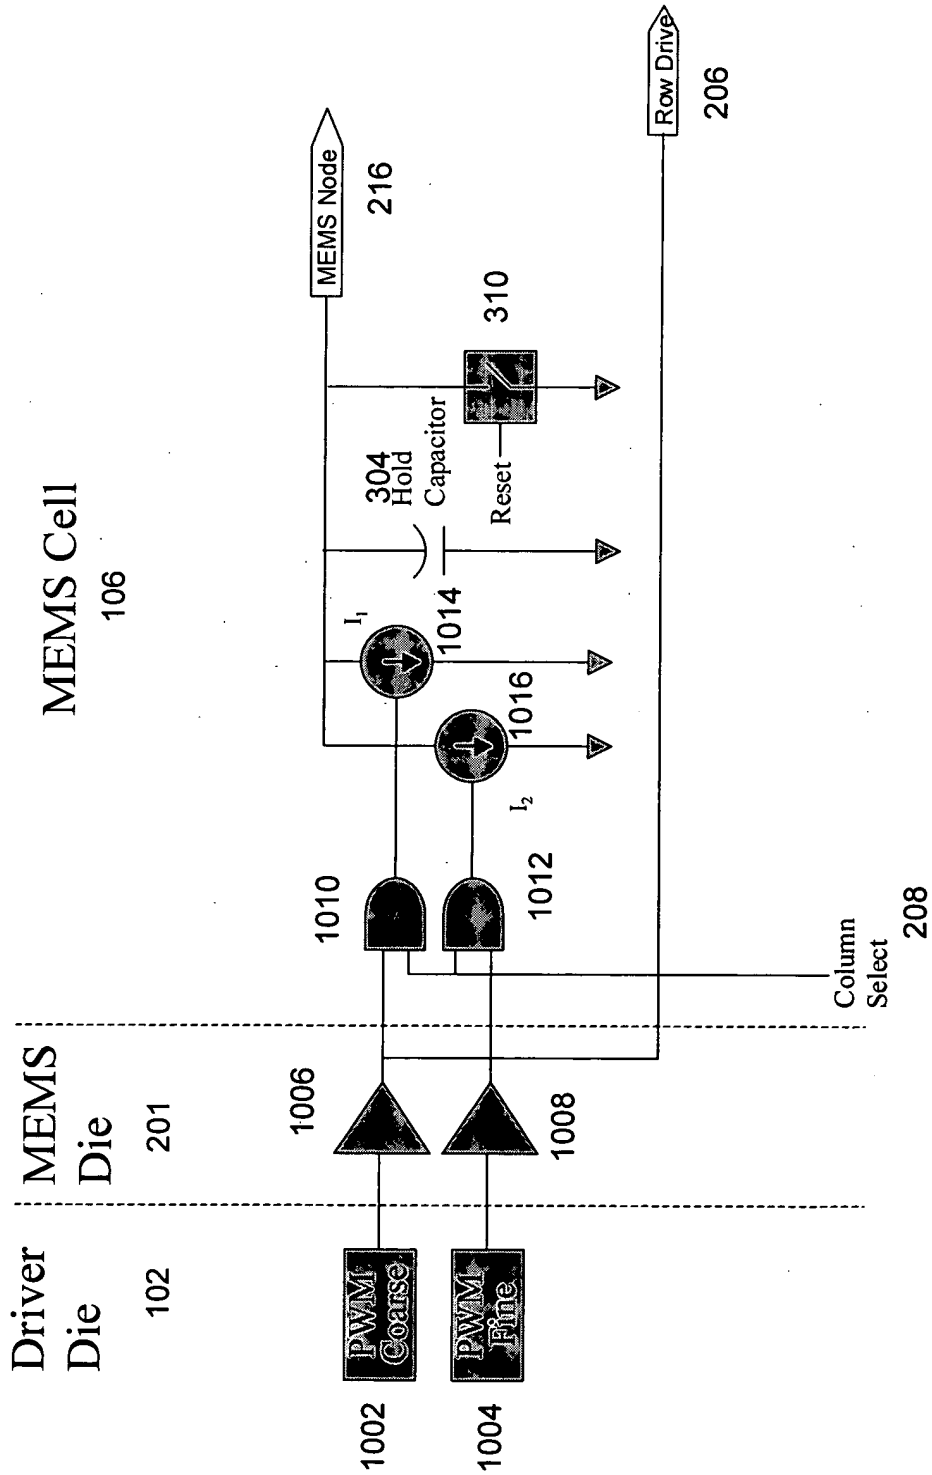 Driver
Die
102
MEMS
Die
201
MEMS Cell
106
1002
PWM
Coarse
1004
PWM
Fine
1006
1008
1010
1012
I1
1014
I2
1016
304
Hold
Capacitor
Reset
310
MEMS Node
216
Row Drive
206
Column
Select
208